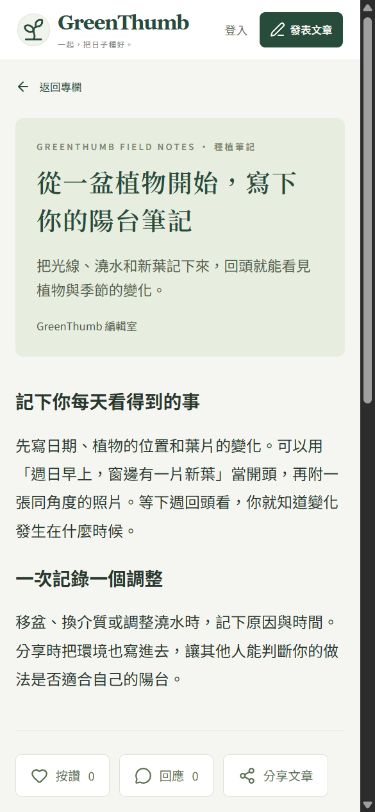 GreenThumb
一起，把日子種好。
登入
發表文章
返回專欄
GREENTHUMB FIELD NOTES · 種植筆記
從一盆植物開始，寫下
你的陽台筆記
把光線、澆水和新葉記下來，回頭就能看見
植物與季節的變化。
GreenThumb 編輯室
記下你每天看得到的事
先寫日期、植物的位置和葉片的變化。可以用
「週日早上，窗邊有一片新葉」當開頭，再附一
張同角度的照片。等下週回頭看，你就知道變化
發生在什麼時候。
一次記錄一個調整
移盆、換介質或調整澆水時，記下原因與時間。
分享時把環境也寫進去，讓其他人能判斷你的做
法是否適合自己的陽台。
按讚 0
回應 0
分享文章